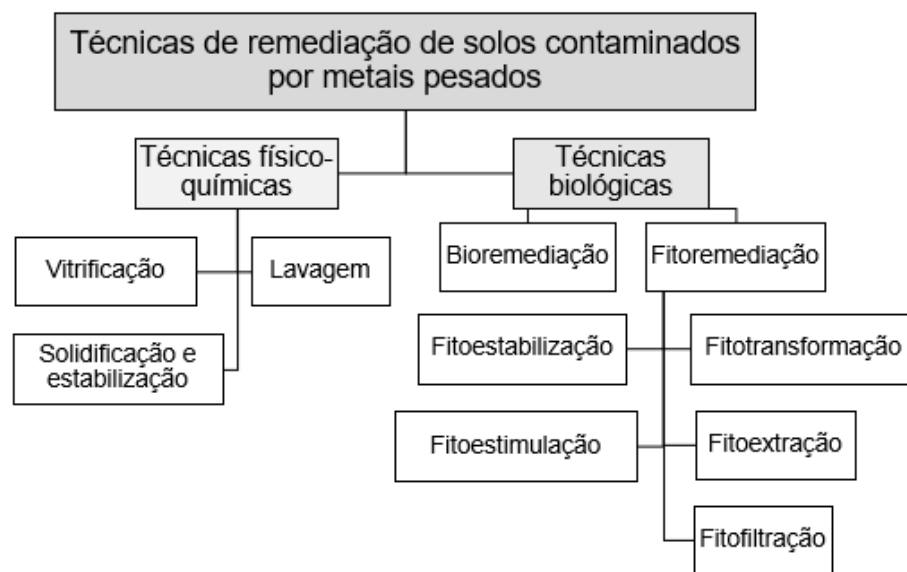 Técnicas de remediação de solos contaminados
por metais pesados
Técnicas físico-
químicas
Técnicas
biológicas
Vitrificação
Lavagem
Solidificação e
estabilização
Bioremediação
Fitoremediação
Fitoestabilização
Fitotransformação
Fitoestimulação
Fitoextração
Fitofiltração